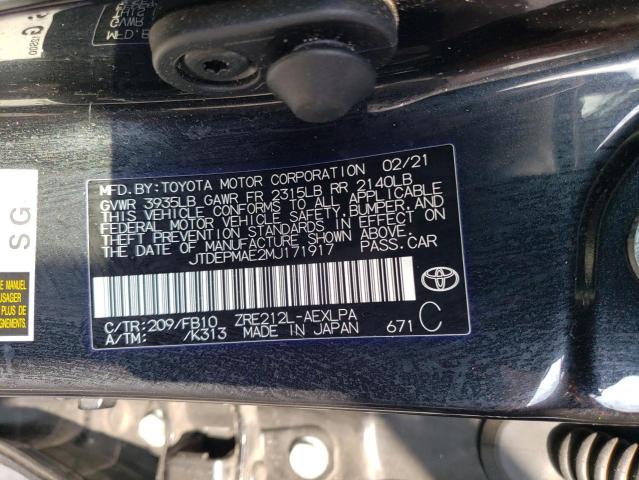 MFD.BY:TOYOTA MOTOR CORPORATION 02/21
GVWR 3935LB GAWR FR 2315LB RR 2140LB
THIS VEHICLE CONFORMS TO ALL APPLICABLE
FEDERAL MOTOR VEHICLE SAFETY,BUMPER,AND
THEFT PREVENTION STANDARDS IN EFFECT ON
THE DATE OF MANUFACTURE SHOWN ABOVE.
JTDEPMAE2MJ171917 PASS.CAR
C/TR:209/FB10 ZRE212L-AEXLPA
A/TM: /K313 MADE IN JAPAN 671 C
TOYOTA
SG
USAGER